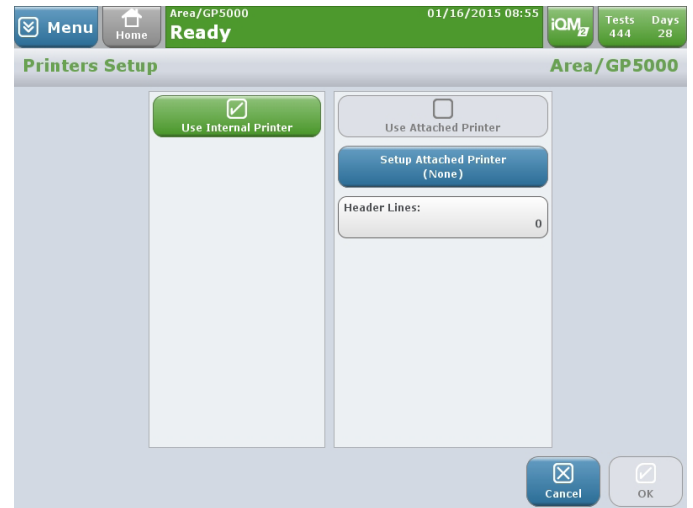 Menu
Home
Area/GP5000
01/16/2015 08:55
Ready
iQM2
Tests Days
444 28
Printers Setup
Area/GP5000
Use Internal Printer
Use Attached Printer
Setup Attached Printer
(None)
Header Lines:
0
Cancel
OK